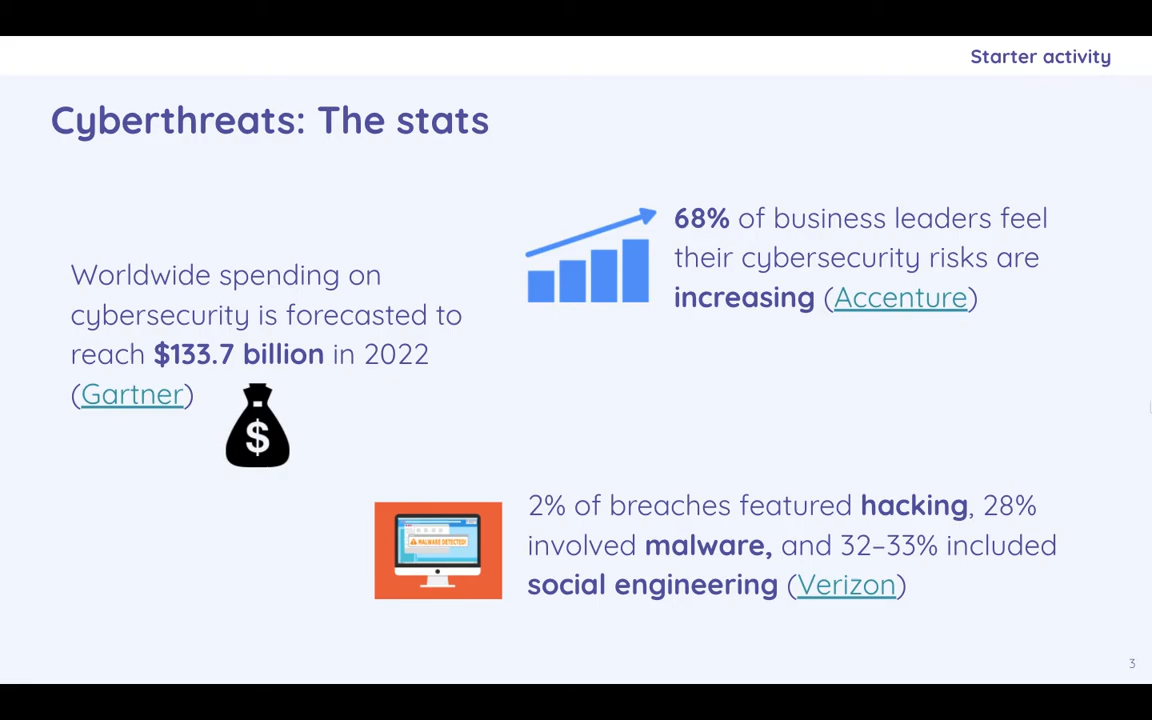 Starter activity
Cyberthreats: The stats
68% of business leaders feel
their cybersecurity risks are
increasing (Accenture)
Worldwide spending on
cybersecurity is forecasted to
reach $133.7 billion in 2022
(Gartner)
$
MALWARE DETECTED!
2% of breaches featured hacking, 28%
involved malware, and 32–33% included
social engineering (Verizon)
3